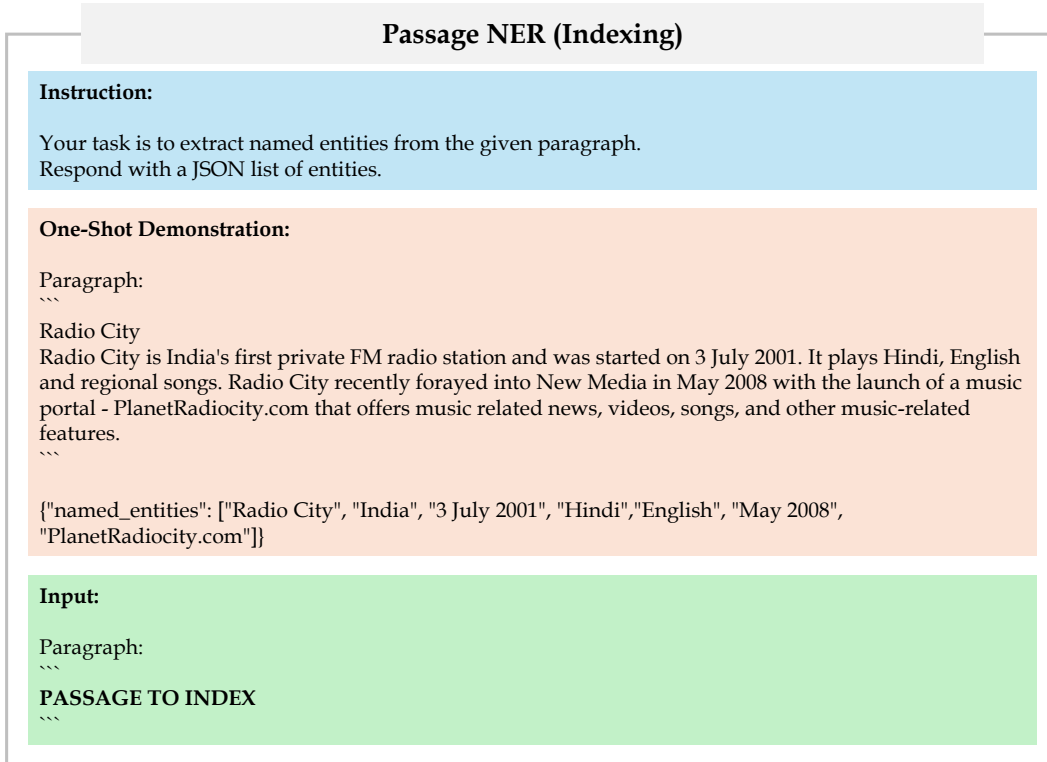 Passage NER (Indexing)
Instruction:
Your task is to extract named entities from the given paragraph.
Respond with a JSON list of entities.
One-Shot Demonstration:
Paragraph:
```
Radio City
Radio City is India's first private FM radio station and was started on 3 July 2001. It plays Hindi, English
and regional songs. Radio City recently forayed into New Media in May 2008 with the launch of a music
portal - PlanetRadiocity.com that offers music related news, videos, songs, and other music-related
features.
```
{"named_entities": ["Radio City", "India", "3 July 2001", "Hindi","English", "May 2008",
"PlanetRadiocity.com"]}
Input:
Paragraph:
```
PASSAGE TO INDEX
```